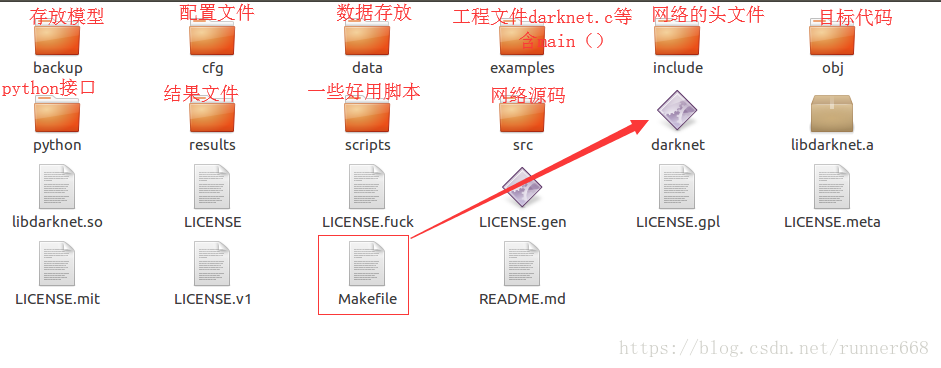 存放模型 配置文件 数据存放 工程文件darknet.c等 网络的头文件 目标代码
含main（）
backup cfg data examples include obj
python接口 结果文件 一些好用脚本 网络源码
python results scripts src darknet libdarknet.a
libdarknet.so LICENSE LICENSE.fuck LICENSE.gen LICENSE.gpl LICENSE.meta
LICENSE.mit LICENSE.v1 Makefile README.md
https://blog.csdn.net/runner668